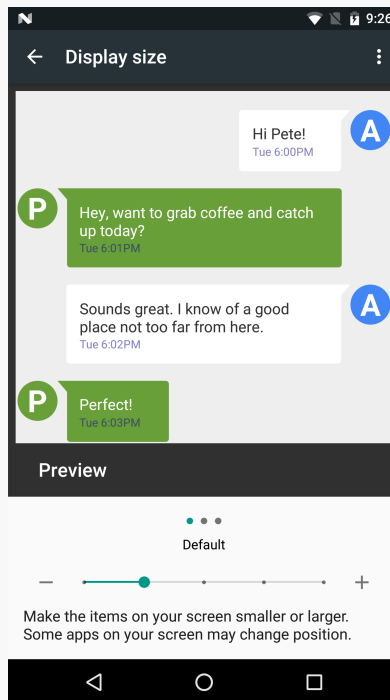 N
9:26
Display size
Hi Pete!
Tue 6:00PM
A
P
Hey, want to grab coffee and catch
up today?
Tue 6:01PM
Sounds great. I know of a good
place not too far from here.
Tue 6:02PM
A
P
Perfect!
Tue 6:03PM
Preview
Default
Make the items on your screen smaller or larger.
Some apps on your screen may change position.